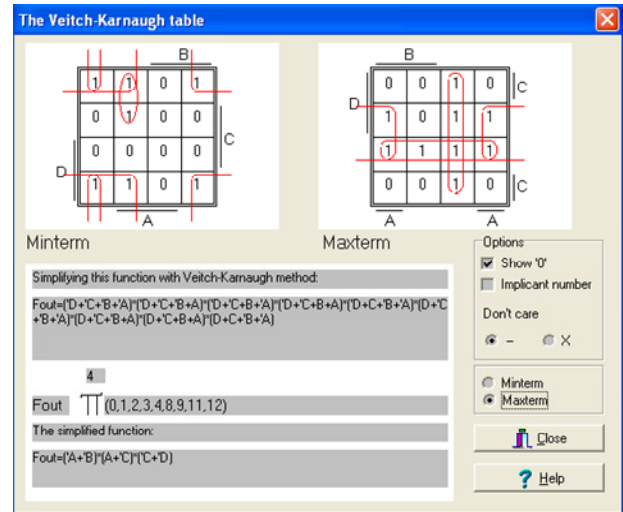 The Veitch-Karnaugh table
B
1 1 0 1
0 1 0 0
C
0 0 0 0
D
1 1 0 1
A
Minterm
B
0 0 1 0
C
D
1 0 1 1
1 1 1 1
0 0 1 0
C
A A
Maxterm
Simplifying this function with Veitch-Karnaugh method:
Fout=('D+'C+'B+'A)*('D+'C+'B+A)*('D+'C+B+'A)*('D+'C+B+A)*('D+C+'B+'A)*(D+'C
+'B+'A)*(D+'C+'B+A)*(D+'C+B+A)*(D+C+'B+'A)
4
Fout ∏(0,1,2,3,4,8,9,11,12)
The simplified function:
Fout=('A+'B)*(A+'C)*('C+'D)
Options
Show '0'
Implicant number
Don't care
– X
Minterm
Maxterm
Close
? Help